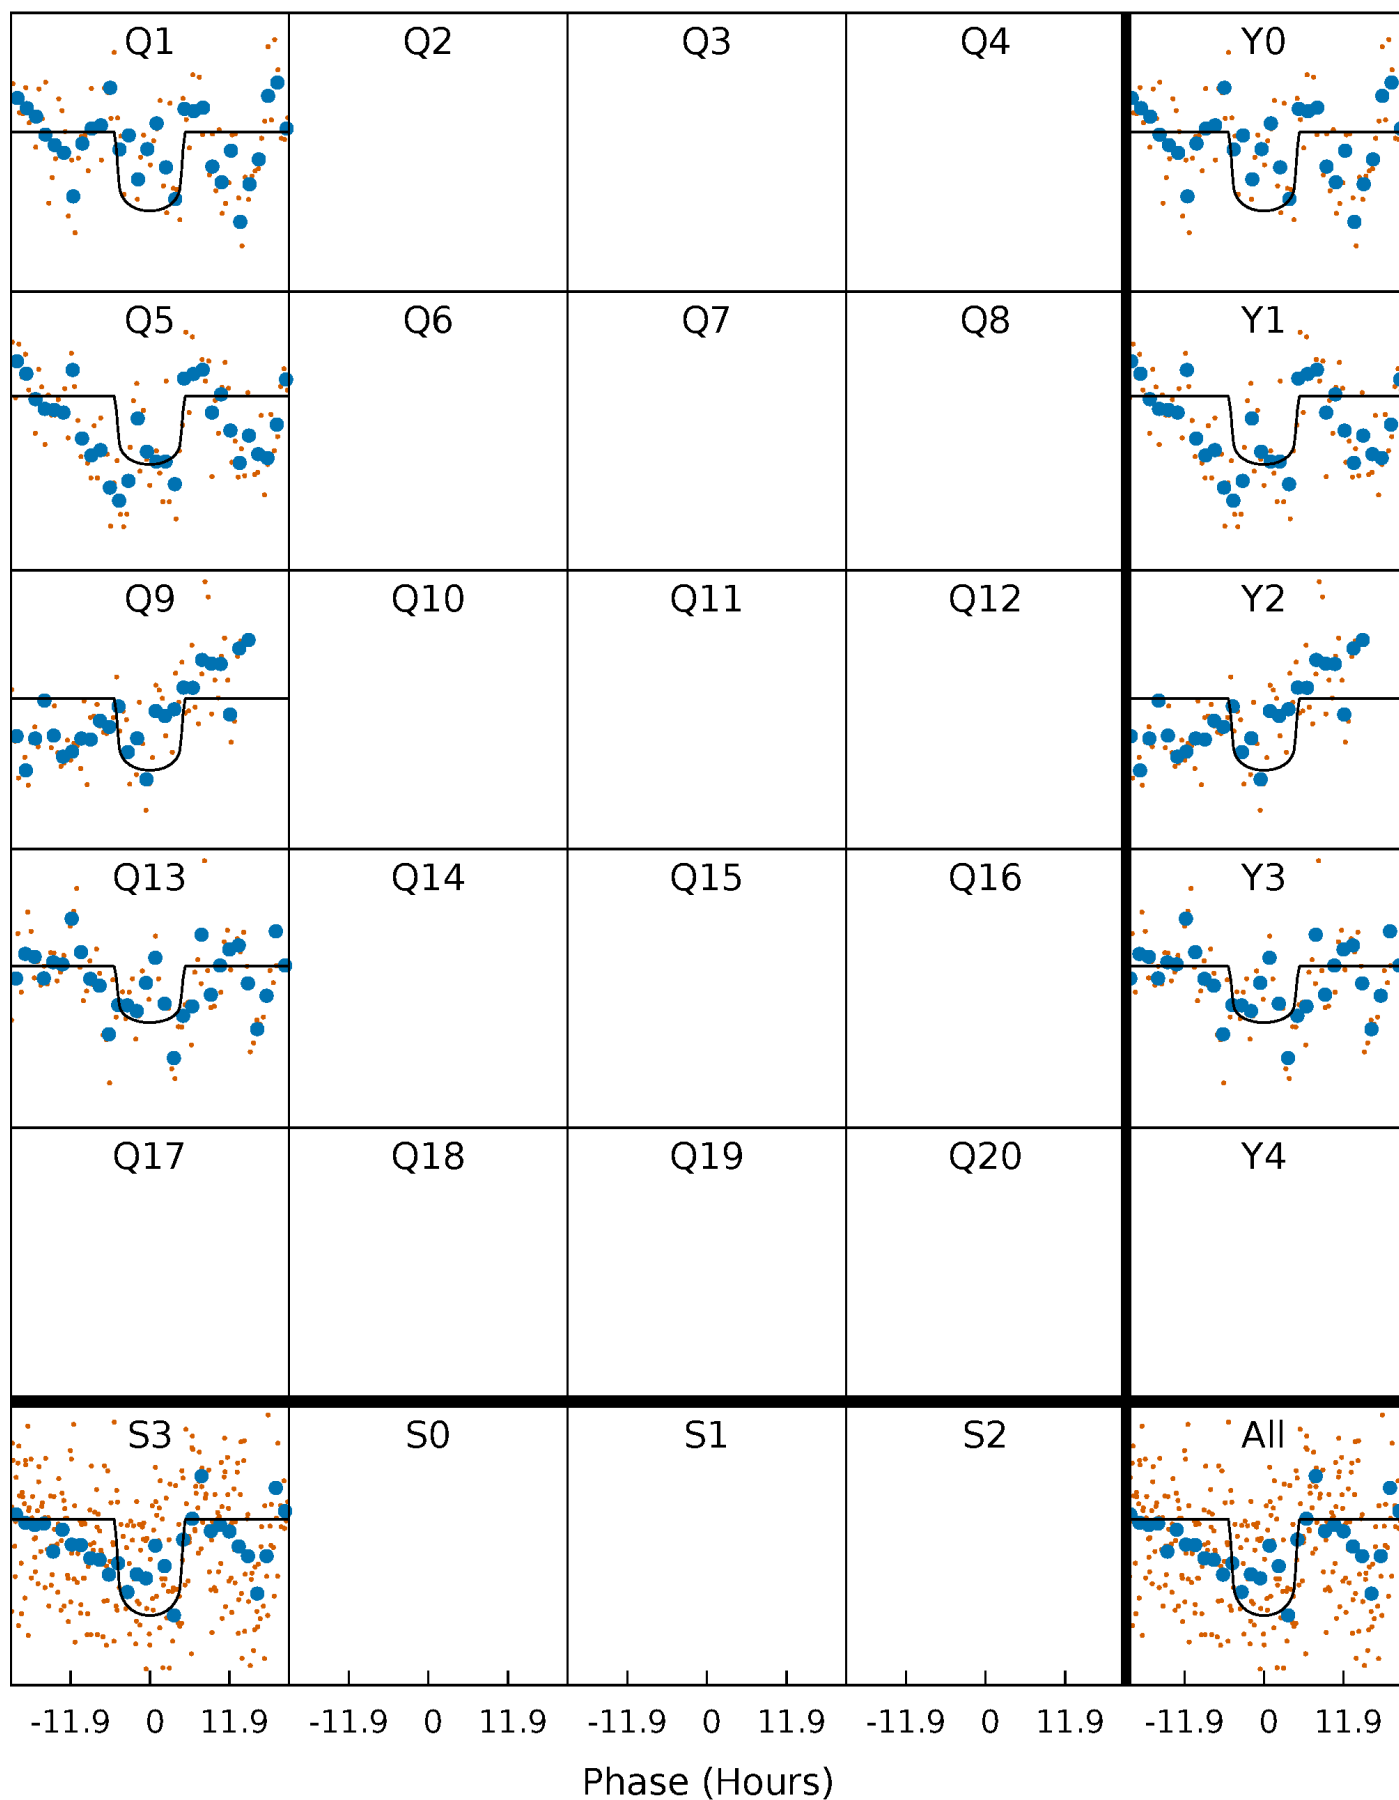 Q1 Q2 Q3 Q4 Y0
Q5 Q6 Q7 Q8 Y1
Q9 Q10 Q11 Q12 Y2
Q13 Q14 Q15 Q16 Y3
Q17 Q18 Q19 Q20 Y4
S3 S0 S1 S2 All
-11.9 0 11.9 -11.9 0 11.9 -11.9 0 11.9 -11.9 0 11.9 -11.9 0 11.9
Phase (Hours)